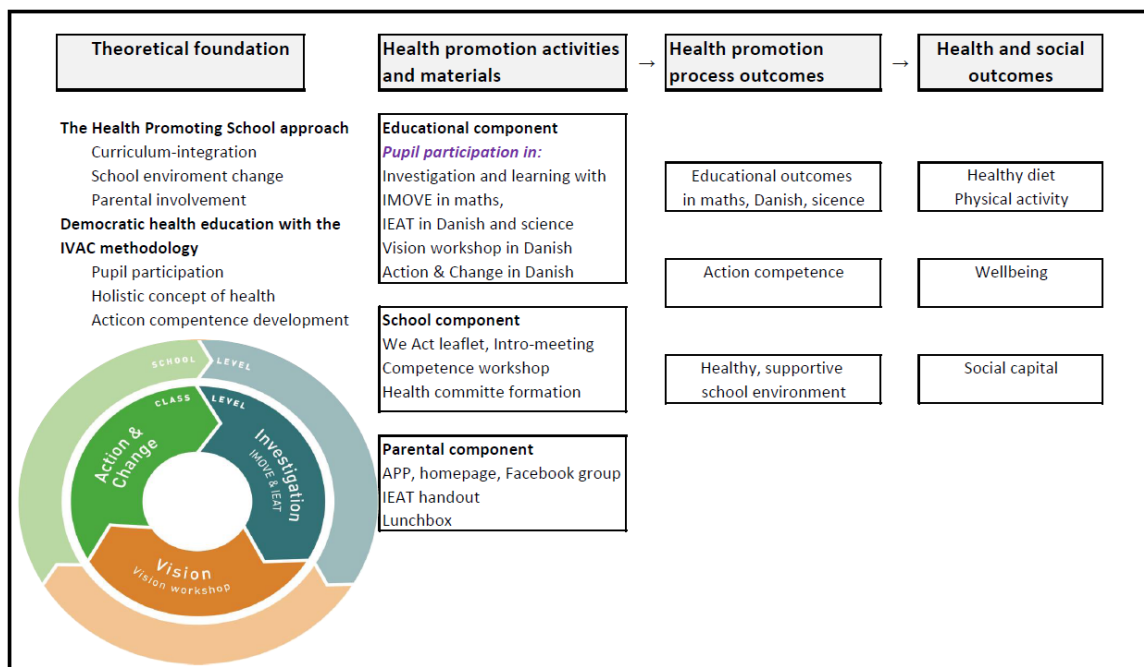 Theoretical foundation
Health promotion activities
and materials
→
Health promotion
process outcomes
→
Health and social
outcomes
The Health Promoting School approach
Curriculum-integration
School enviroment change
Parental involvement
Democratic health education with the
IVAC methodology
Pupil participation
Holistic concept of health
Acticon compentence development
SCHOOL LEVEL
CLASS LEVEL
Action &
Change
Investigation
IMOVE & IEAT
Vision
Vision workshop
Educational component
Pupil participation in:
Investigation and learning with
IMOVE in maths,
IEAT in Danish and science
Vision workshop in Danish
Action & Change in Danish
School component
We Act leaflet, Intro-meeting
Competence workshop
Health committe formation
Parental component
APP, homepage, Facebook group
IEAT handout
Lunchbox
Educational outcomes
in maths, Danish, sicence
Action competence
Healthy, supportive
school environment
Healthy diet
Physical activity
Wellbeing
Social capital